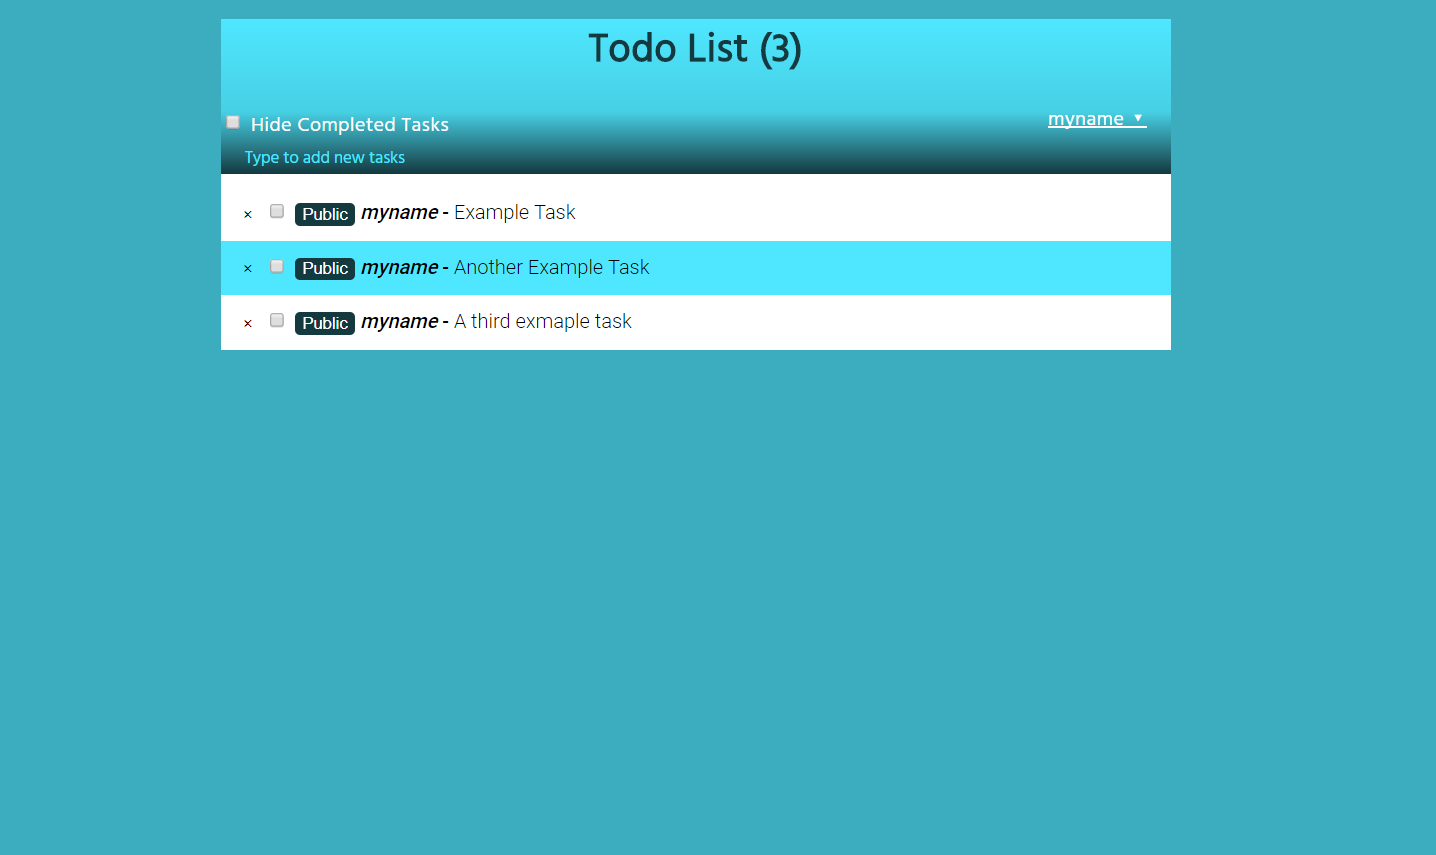 Todo List (3)
Hide Completed Tasks
myname ▼
Type to add new tasks
× Public myname - Example Task
× Public myname - Another Example Task
× Public myname - A third exmaple task